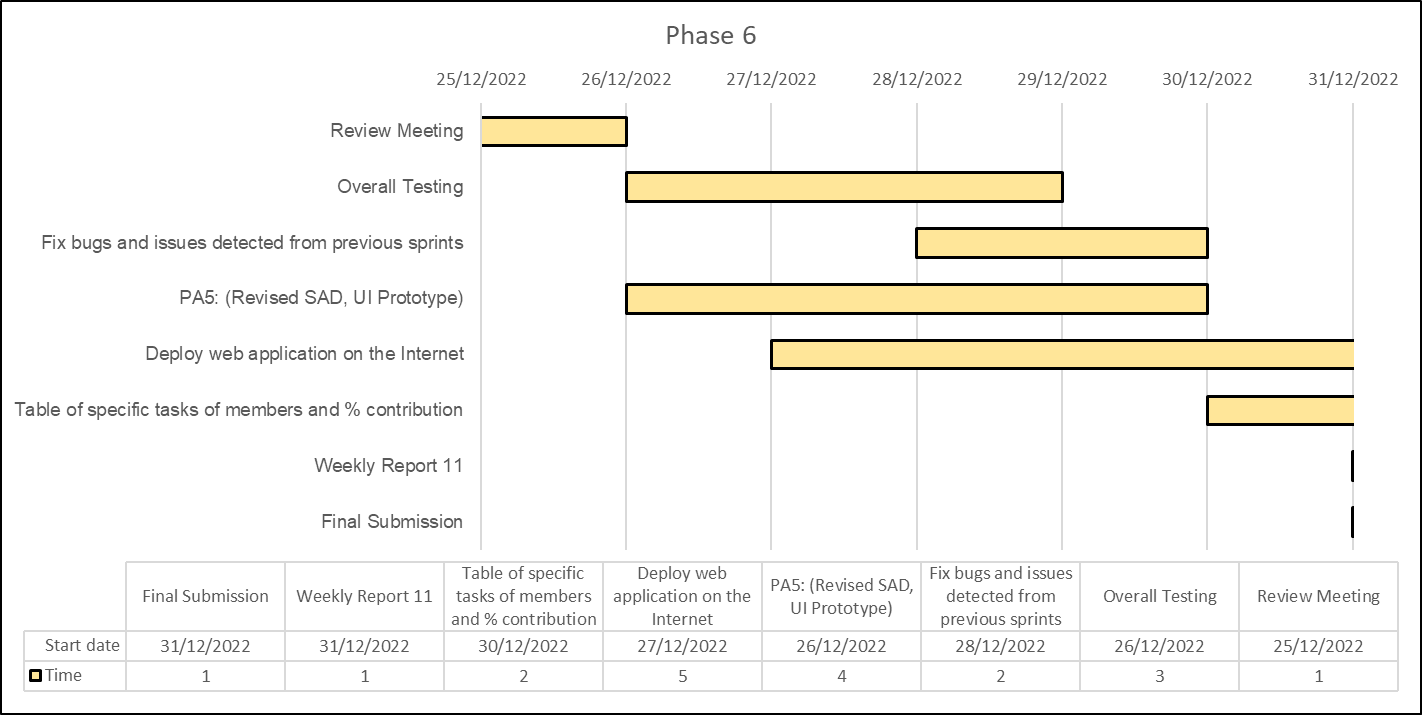 Phase 6
25/12/2022 26/12/2022 27/12/2022 28/12/2022 29/12/2022 30/12/2022 31/12/2022
Review Meeting
Overall Testing
Fix bugs and issues detected from previous sprints
PA5: (Revised SAD, UI Prototype)
Deploy web application on the Internet
Table of specific tasks of members and % contribution
Weekly Report 11
Final Submission
Final Submission
Weekly Report 11
Table of specific
tasks of members
and % contribution
Deploy web
application on the
Internet
PA5: (Revised SAD,
UI Prototype)
Fix bugs and issues
detected from
previous sprints
Overall Testing
Review Meeting
Start date 31/12/2022 31/12/2022 30/12/2022 27/12/2022 26/12/2022 28/12/2022 26/12/2022 25/12/2022
Time 1 1 2 5 4 2 3 1